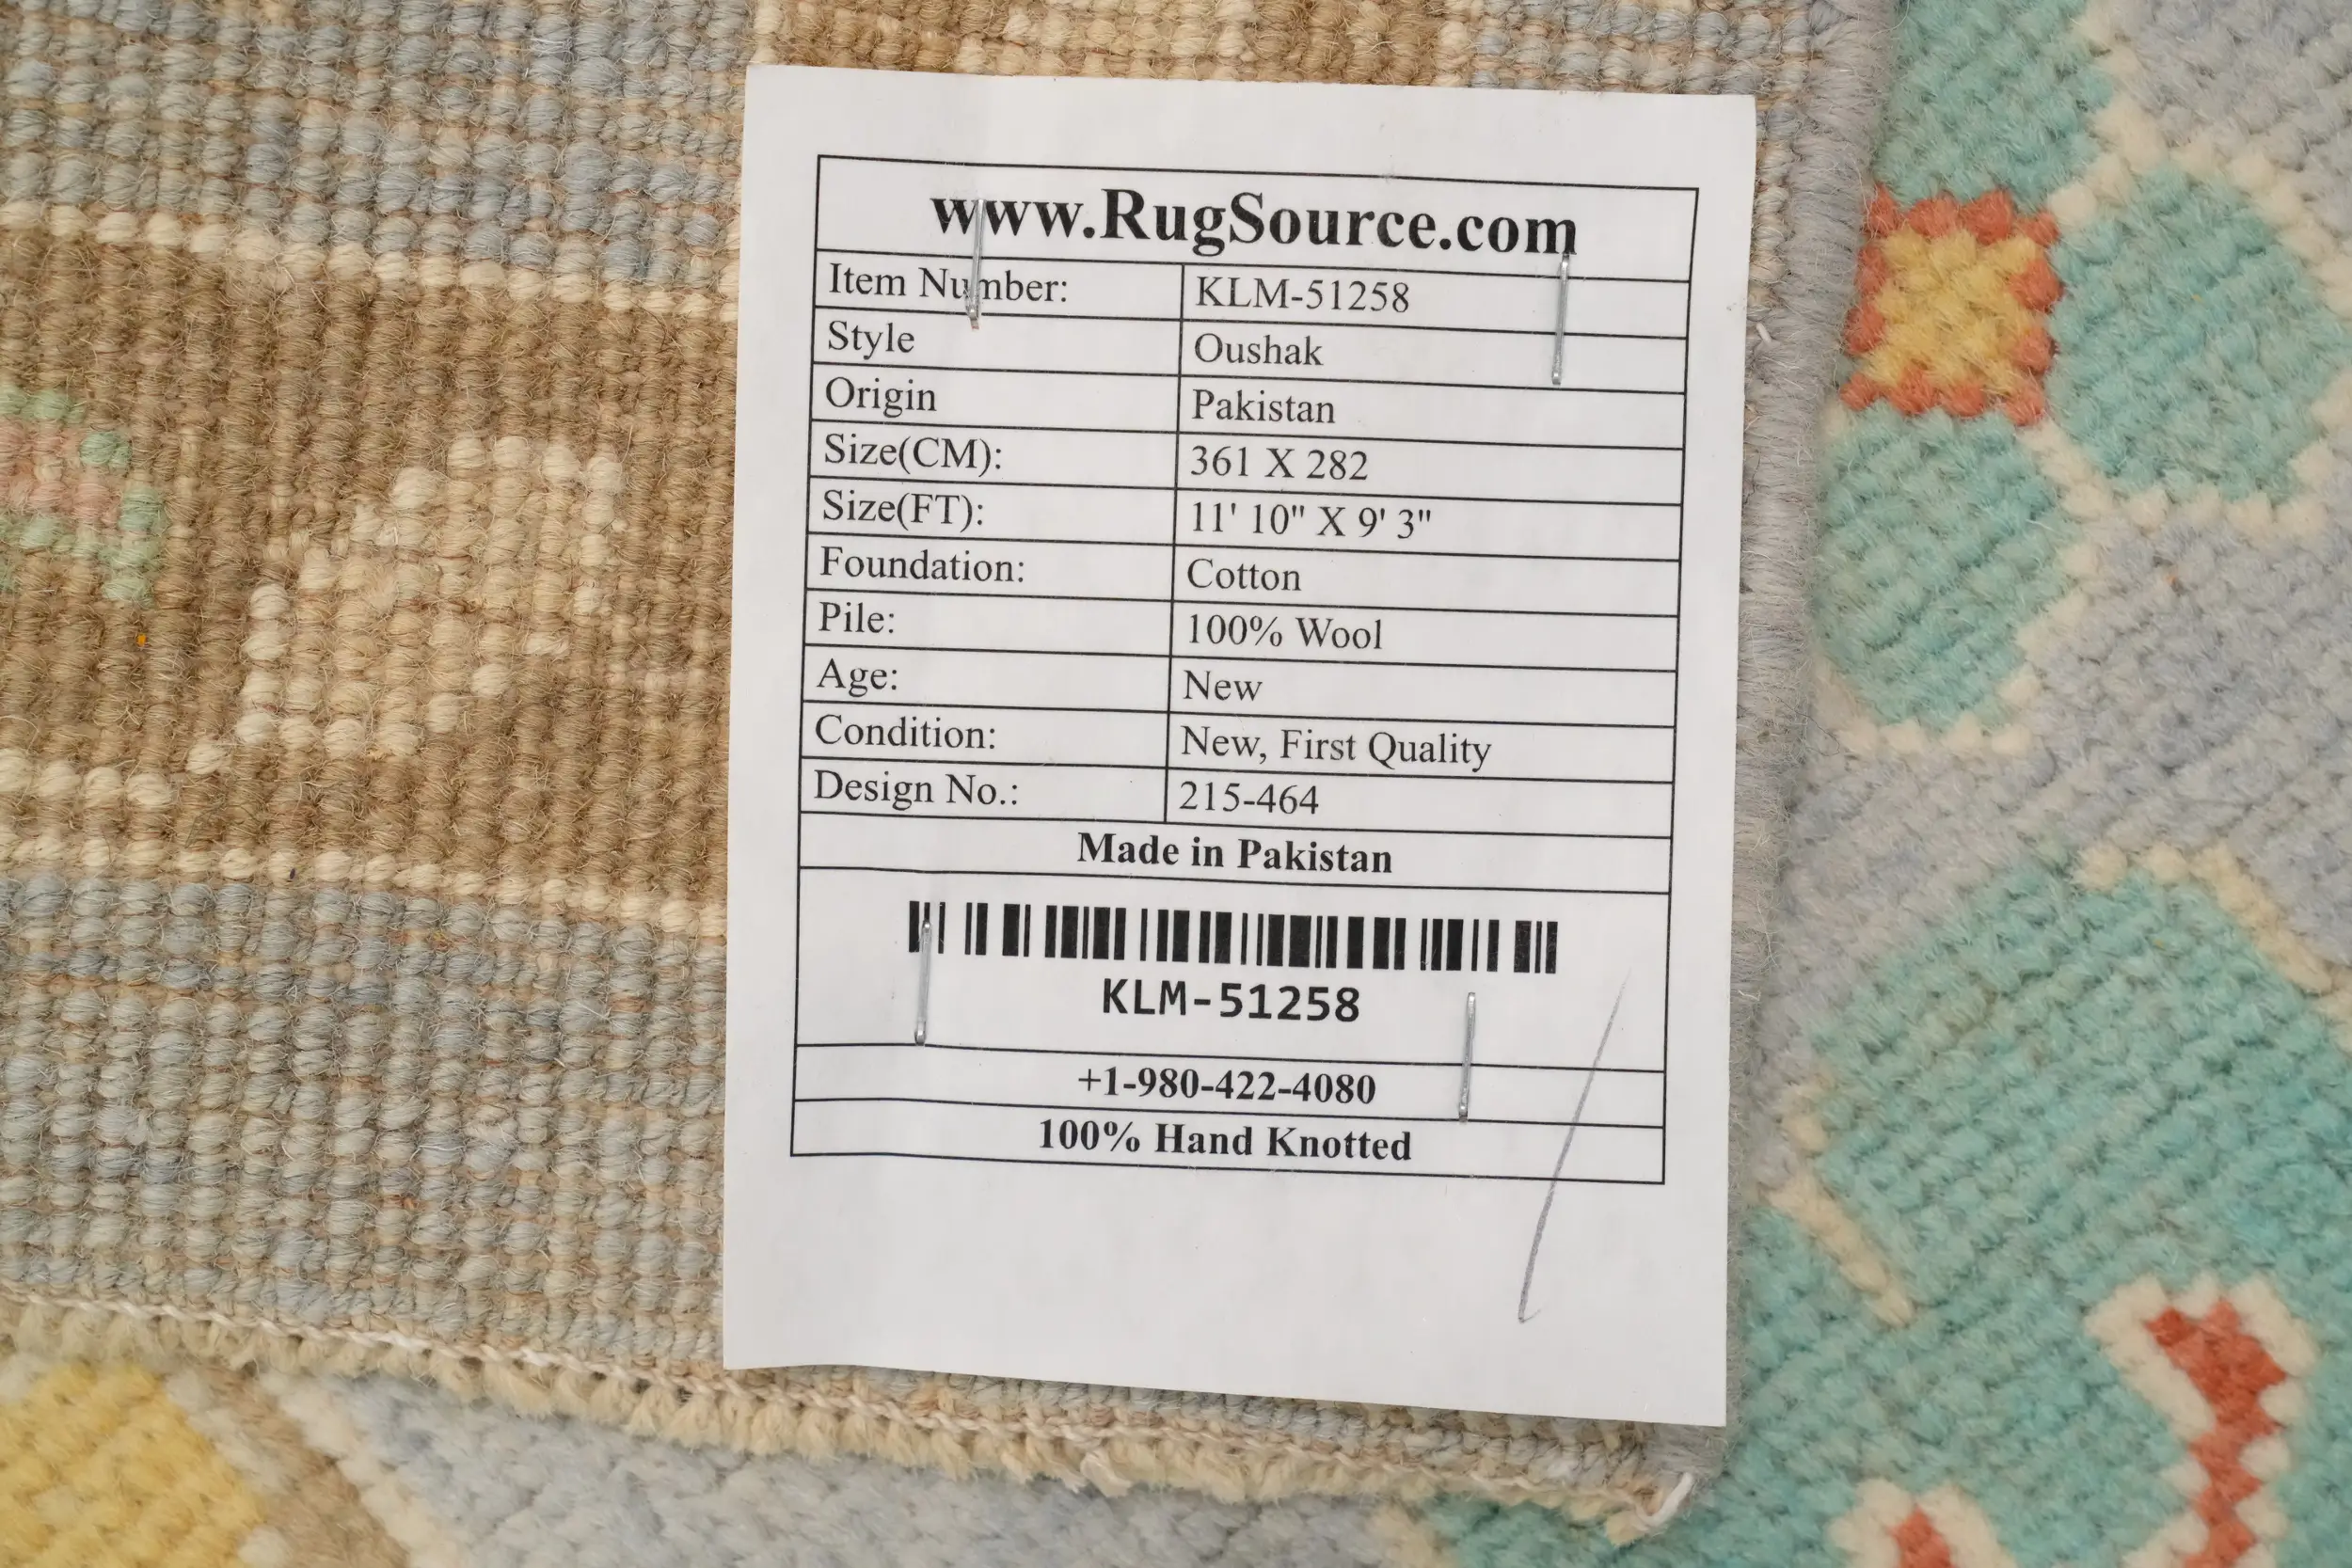 www.RugSource.com
Item Number: KLM-51258
Style Oushak
Origin Pakistan
Size(CM): 361 X 282
Size(FT): 11' 10" X 9' 3"
Foundation: Cotton
Pile: 100% Wool
Age: New
Condition: New, First Quality
Design No.: 215-464
Made in Pakistan
KLM-51258
+1-980-422-4080
100% Hand Knotted